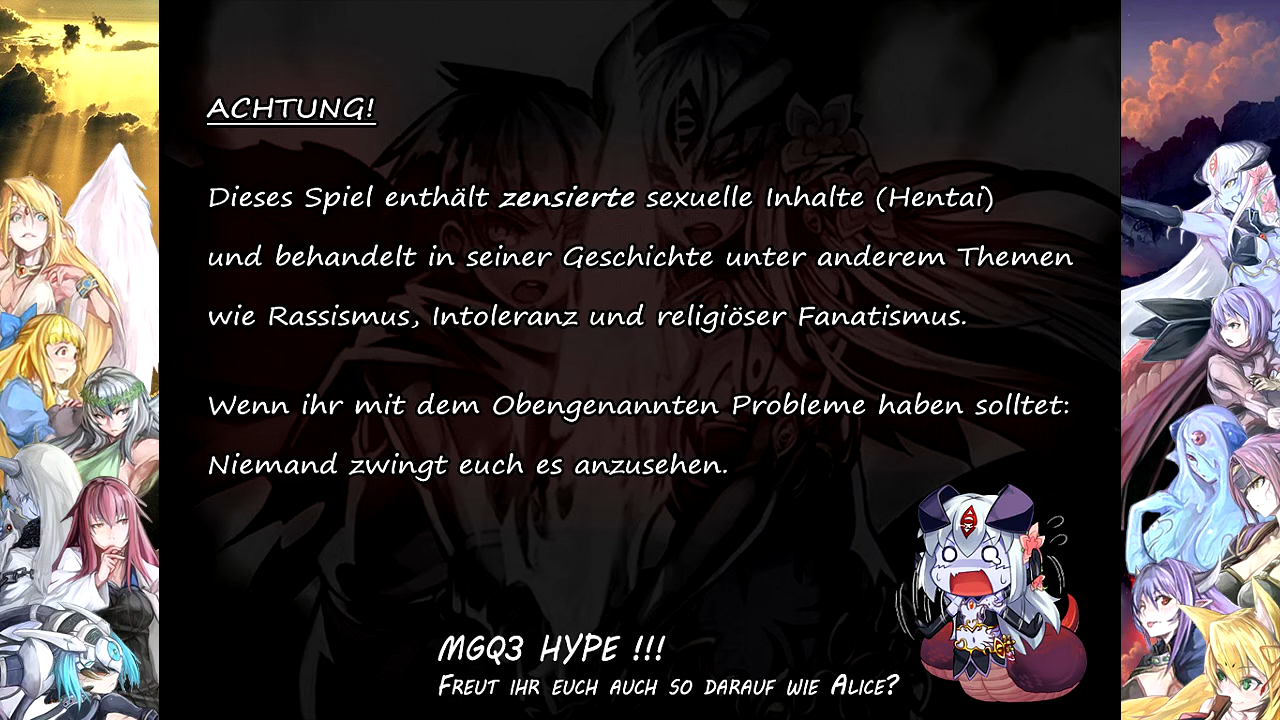 ACHTUNG!
Dieses Spiel enthält zensierte sexuelle Inhalte (Hentai)
und behandelt in seiner Geschichte unter anderem Themen
wie Rassismus, Intoleranz und religiöser Fanatismus.
Wenn ihr mit dem Obengenannten Probleme haben solltet:
Niemand zwingt euch es anzusehen.
MGQ3 HYPE !!!
Freut ihr euch auch so darauf wie Alice?